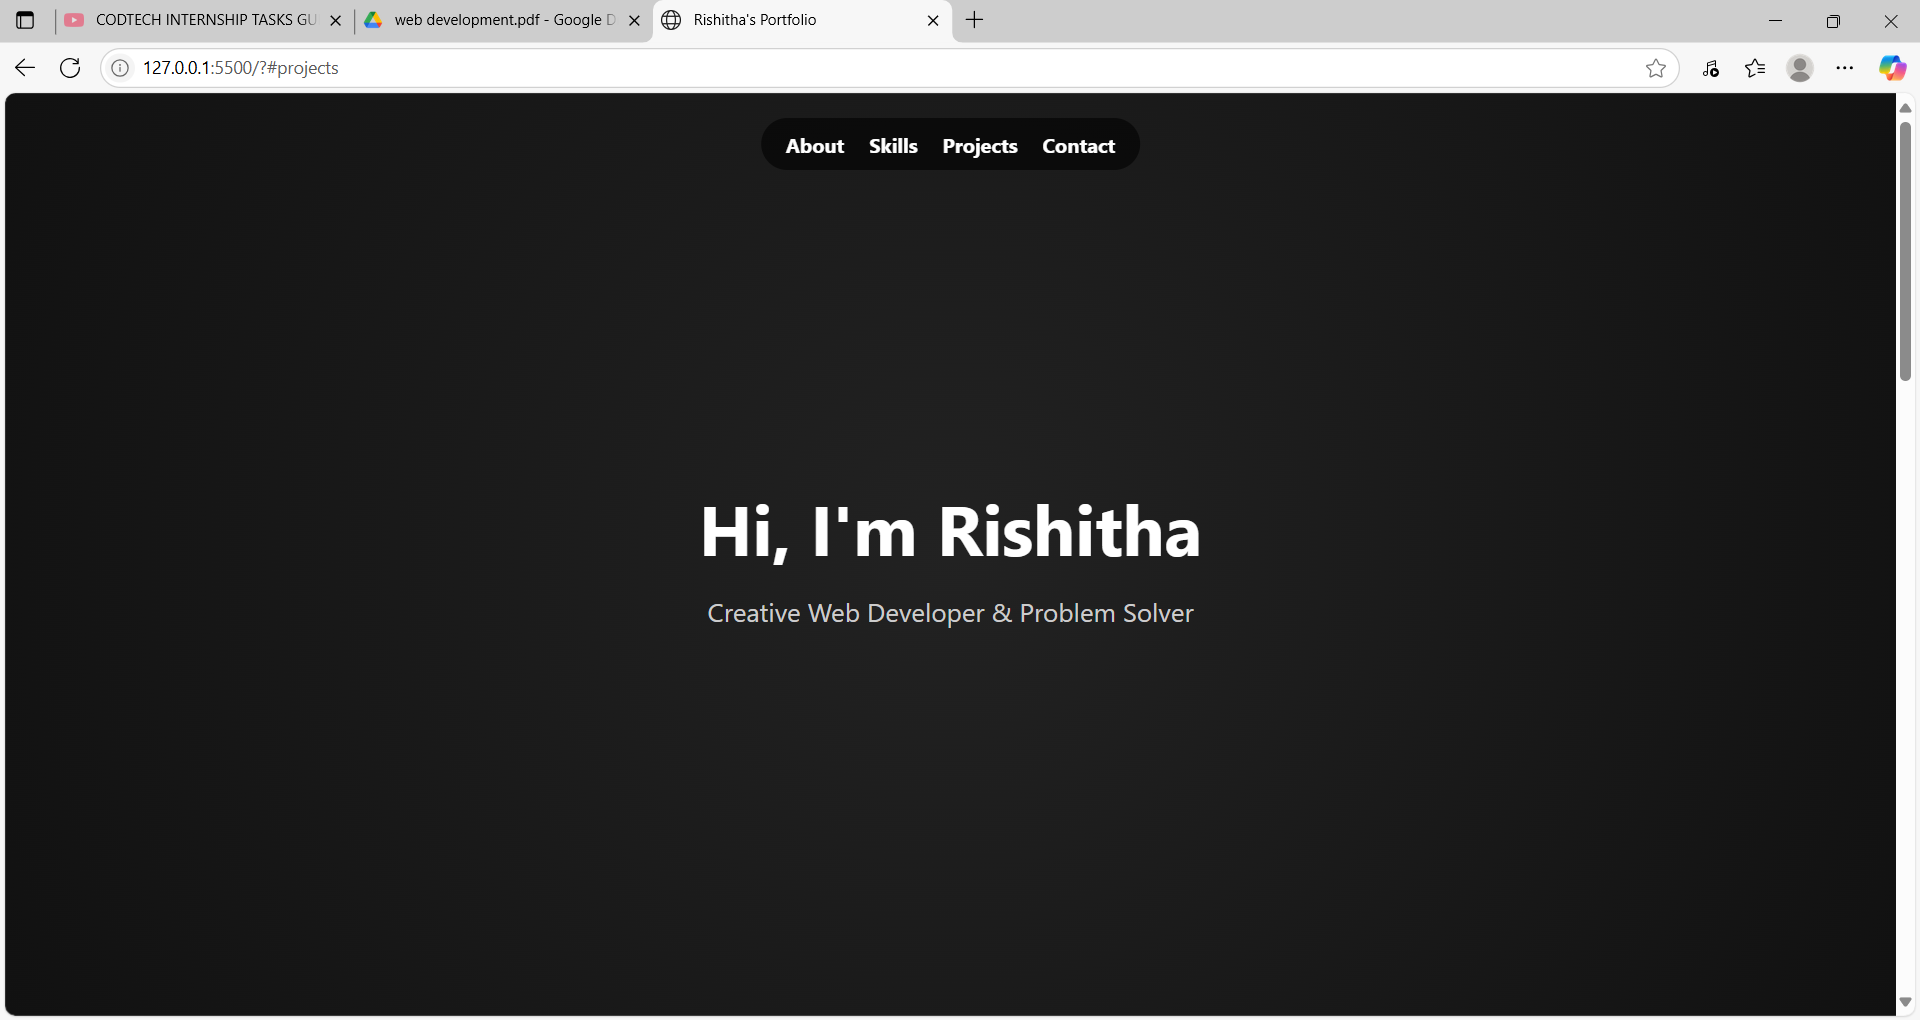 CODTECH INTERNSHIP TASKS GU
web development.pdf - Google D
Rishitha's Portfolio
127.0.0.1:5500/?#projects
About Skills Projects Contact
Hi, I'm Rishitha
Creative Web Developer & Problem Solver